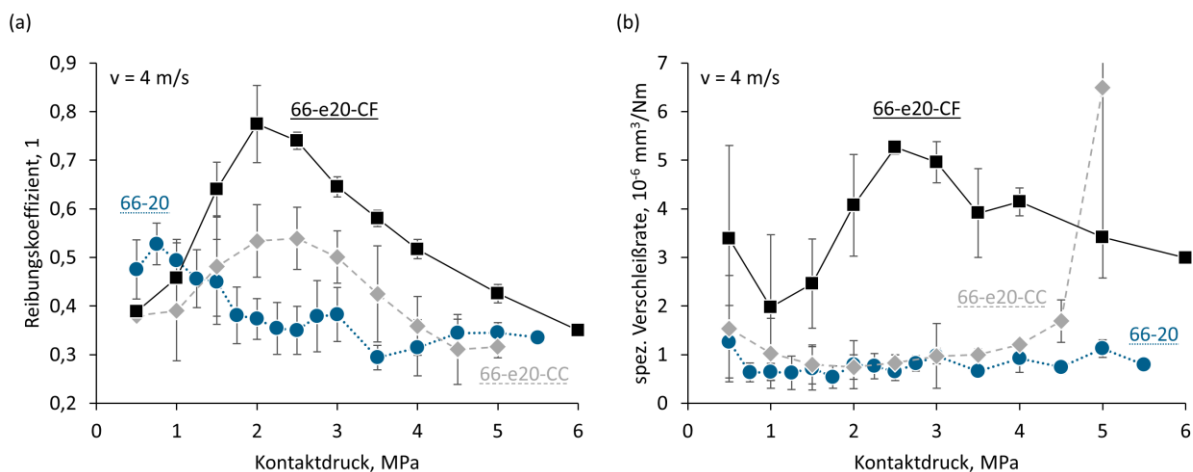 (a)
0,9
0,8
0,7
0,6
0,5
0,4
0,3
0,2
Reibungskoeffizient, 1
v = 4 m/s
66-e20-CF
66-20
66-e20-CC
0 1 2 3 4 5 6
Kontaktdruck, MPa
(b)
7
6
5
4
3
2
1
0
spez. Verschleißrate, 10⁻⁶ mm³/Nm
v = 4 m/s
66-e20-CF
66-e20-CC
66-20
0 1 2 3 4 5 6
Kontaktdruck, MPa